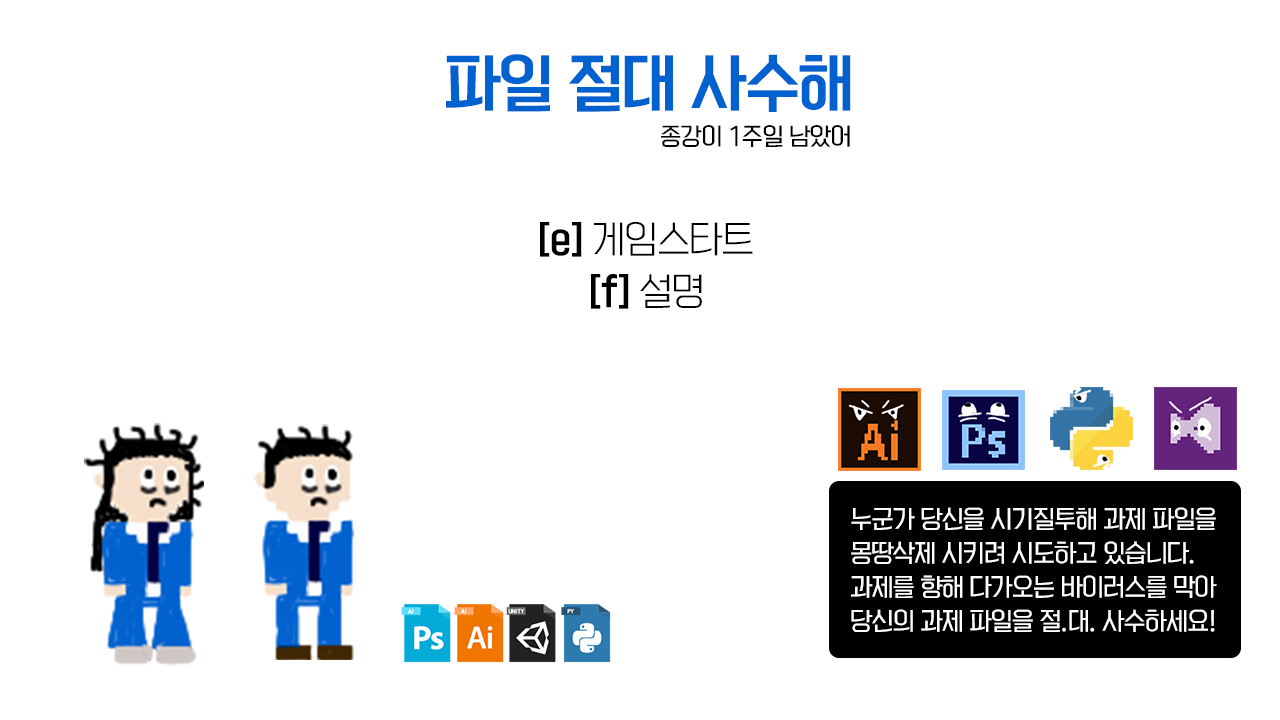 파일 절대 사수해
종강이 1주일 남았어
[e] 게임스타트
[f] 설명
Ai Ps
누군가 당신을 시기질투해 과제 파일을
몽땅삭제 시키려 시도하고 있습니다.
과제를 향해 다가오는 바이러스를 막아
당신의 과제 파일을 절.대. 사수하세요!
AI AI UNITY PY
Ps Ai